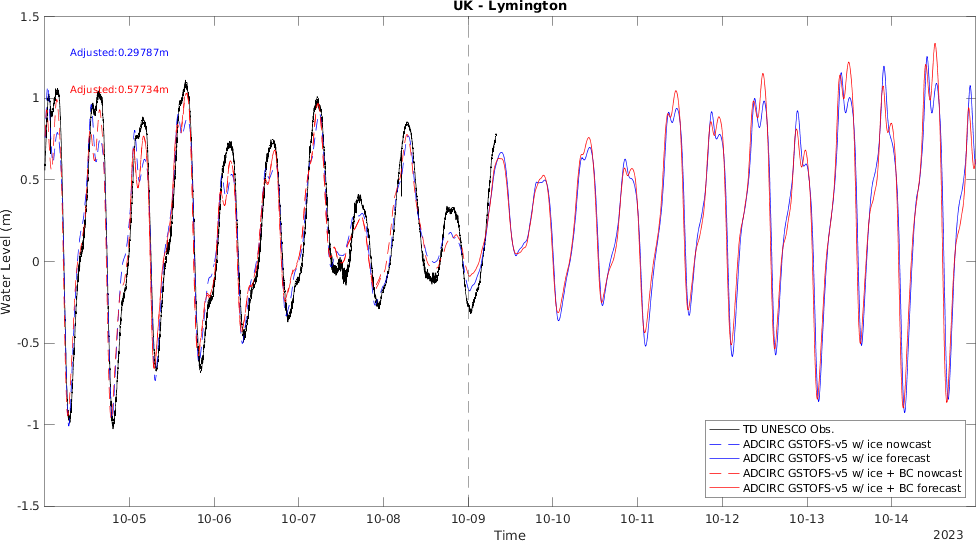 UK - Lymington
1.5
Adjusted:0.29787m
Adjusted:0.57734m
1
0.5
0
-0.5
-1
-1.5
Water Level (m)
TD UNESCO Obs.
ADCIRC GSTOFS-v5 w/ ice nowcast
ADCIRC GSTOFS-v5 w/ ice forecast
ADCIRC GSTOFS-v5 w/ ice + BC nowcast
ADCIRC GSTOFS-v5 w/ ice + BC forecast
10-05 10-06 10-07 10-08 10-09 10-10 10-11 10-12 10-13 10-14
Time
2023